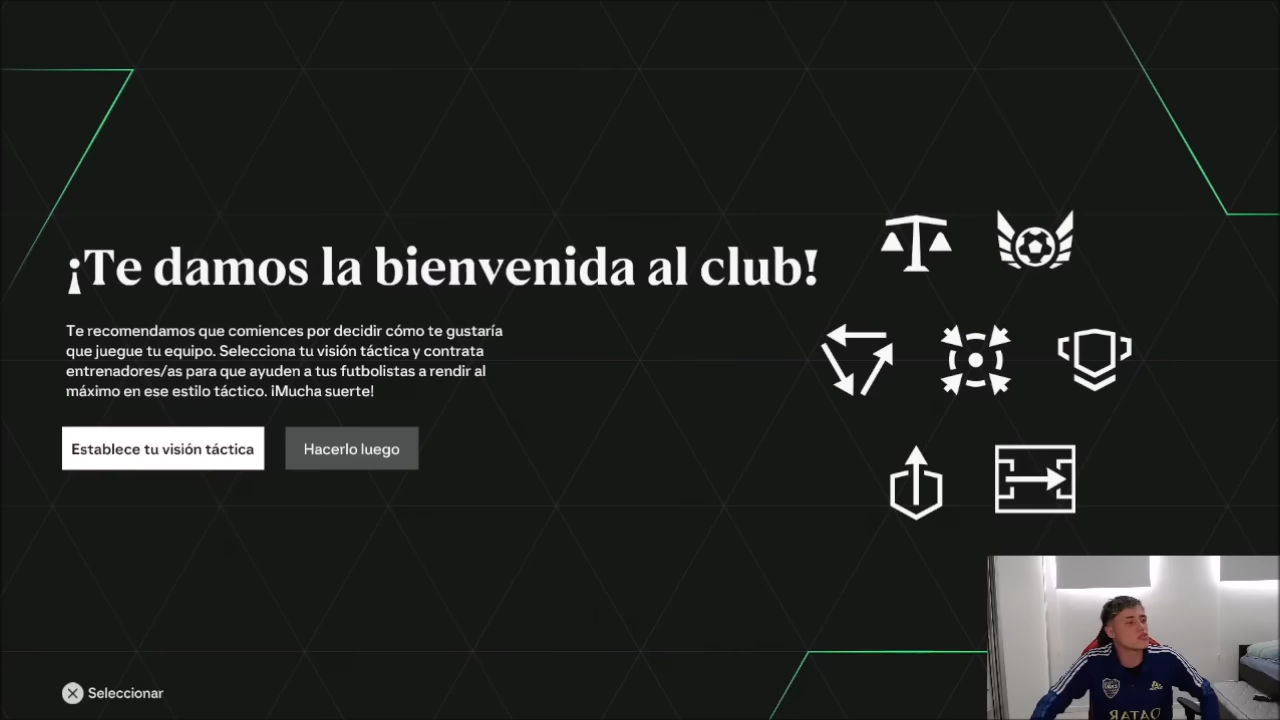 ¡Te damos la bienvenida al club!
Te recomendamos que comiences por decidir cómo te gustaría
que juegue tu equipo. Selecciona tu visión táctica y contrata
entrenadores/as para que ayuden a tus futbolistas a rendir al
máximo en ese estilo táctico. ¡Mucha suerte!
Establece tu visión táctica
Hacerlo luego
Seleccionar
QATAR